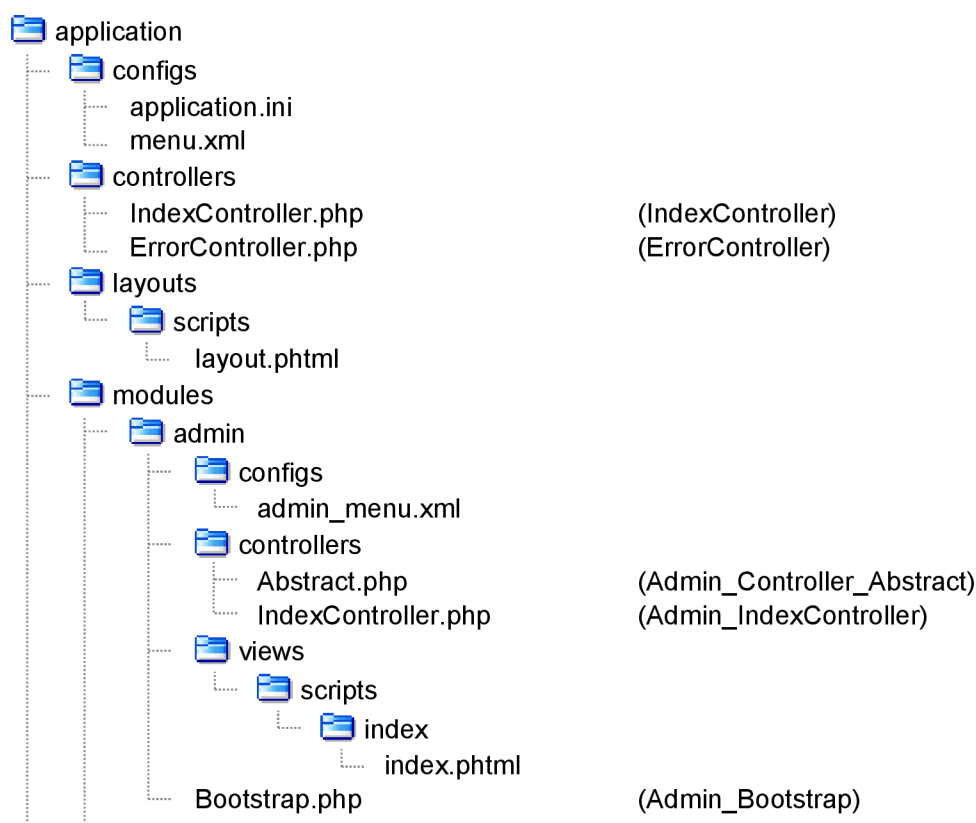 application
configs
application.ini
menu.xml
controllers
IndexController.php (IndexController)
ErrorController.php (ErrorController)
layouts
scripts
layout.phtml
modules
admin
configs
admin_menu.xml
controllers
Abstract.php (Admin_Controller_Abstract)
IndexController.php (Admin_IndexController)
views
scripts
index
index.phtml
Bootstrap.php (Admin_Bootstrap)